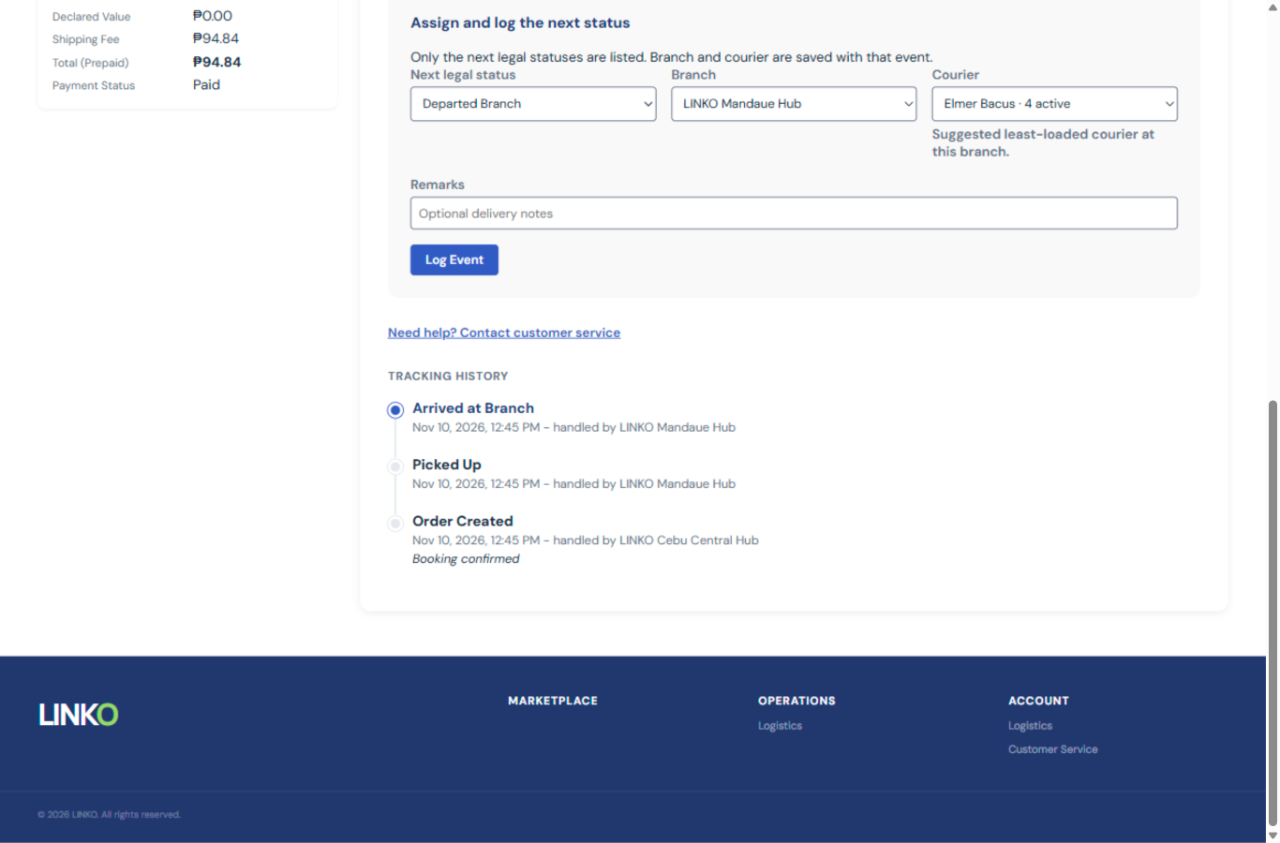 Declared Value ₱0.00
Shipping Fee ₱94.84
Total (Prepaid) ₱94.84
Payment Status Paid
Assign and log the next status
Only the next legal statuses are listed. Branch and courier are saved with that event.
Next legal status Branch Courier
Departed Branch LINKO Mandaue Hub Elmer Bacus · 4 active
Suggested least-loaded courier at
this branch.
Remarks
Optional delivery notes
Log Event
Need help? Contact customer service
TRACKING HISTORY
Arrived at Branch
Nov 10, 2026, 12:45 PM – handled by LINKO Mandaue Hub
Picked Up
Nov 10, 2026, 12:45 PM – handled by LINKO Mandaue Hub
Order Created
Nov 10, 2026, 12:45 PM – handled by LINKO Cebu Central Hub
Booking confirmed
LINKO
MARKETPLACE OPERATIONS ACCOUNT
Logistics Logistics
Customer Service
© 2026 LINKO. All rights reserved.